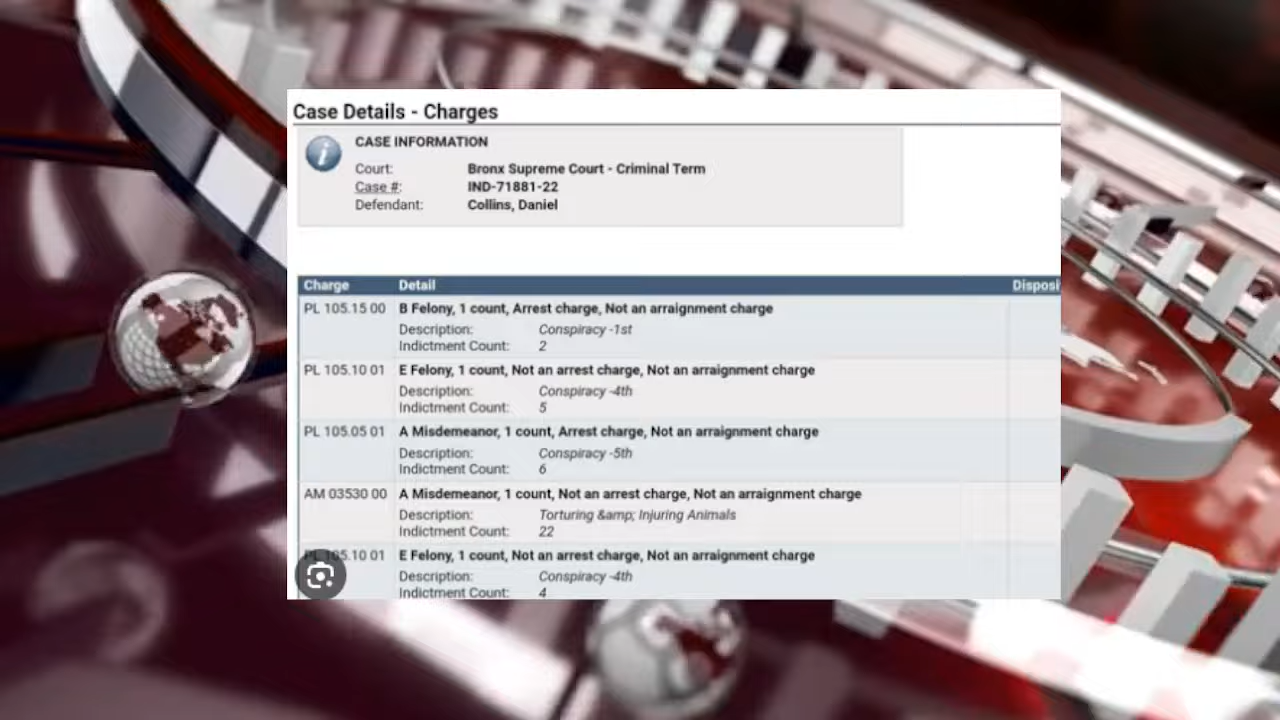 Case Details - Charges
CASE INFORMATION
Court: Bronx Supreme Court - Criminal Term
Case #: IND-71881-22
Defendant: Collins, Daniel
Charge Detail Disposi
PL 105.15 00 B Felony, 1 count, Arrest charge, Not an arraignment charge
Description: Conspiracy -1st
Indictment Count: 2
PL 105.10 01 E Felony, 1 count, Not an arrest charge, Not an arraignment charge
Description: Conspiracy -4th
Indictment Count: 5
PL 105.05 01 A Misdemeanor, 1 count, Arrest charge, Not an arraignment charge
Description: Conspiracy -5th
Indictment Count: 6
AM 03530 00 A Misdemeanor, 1 count, Not an arrest charge, Not an arraignment charge
Description: Torturing &amp; Injuring Animals
Indictment Count: 22
PL 105.10 01 E Felony, 1 count, Not an arrest charge, Not an arraignment charge
Description: Conspiracy -4th
Indictment Count: 4